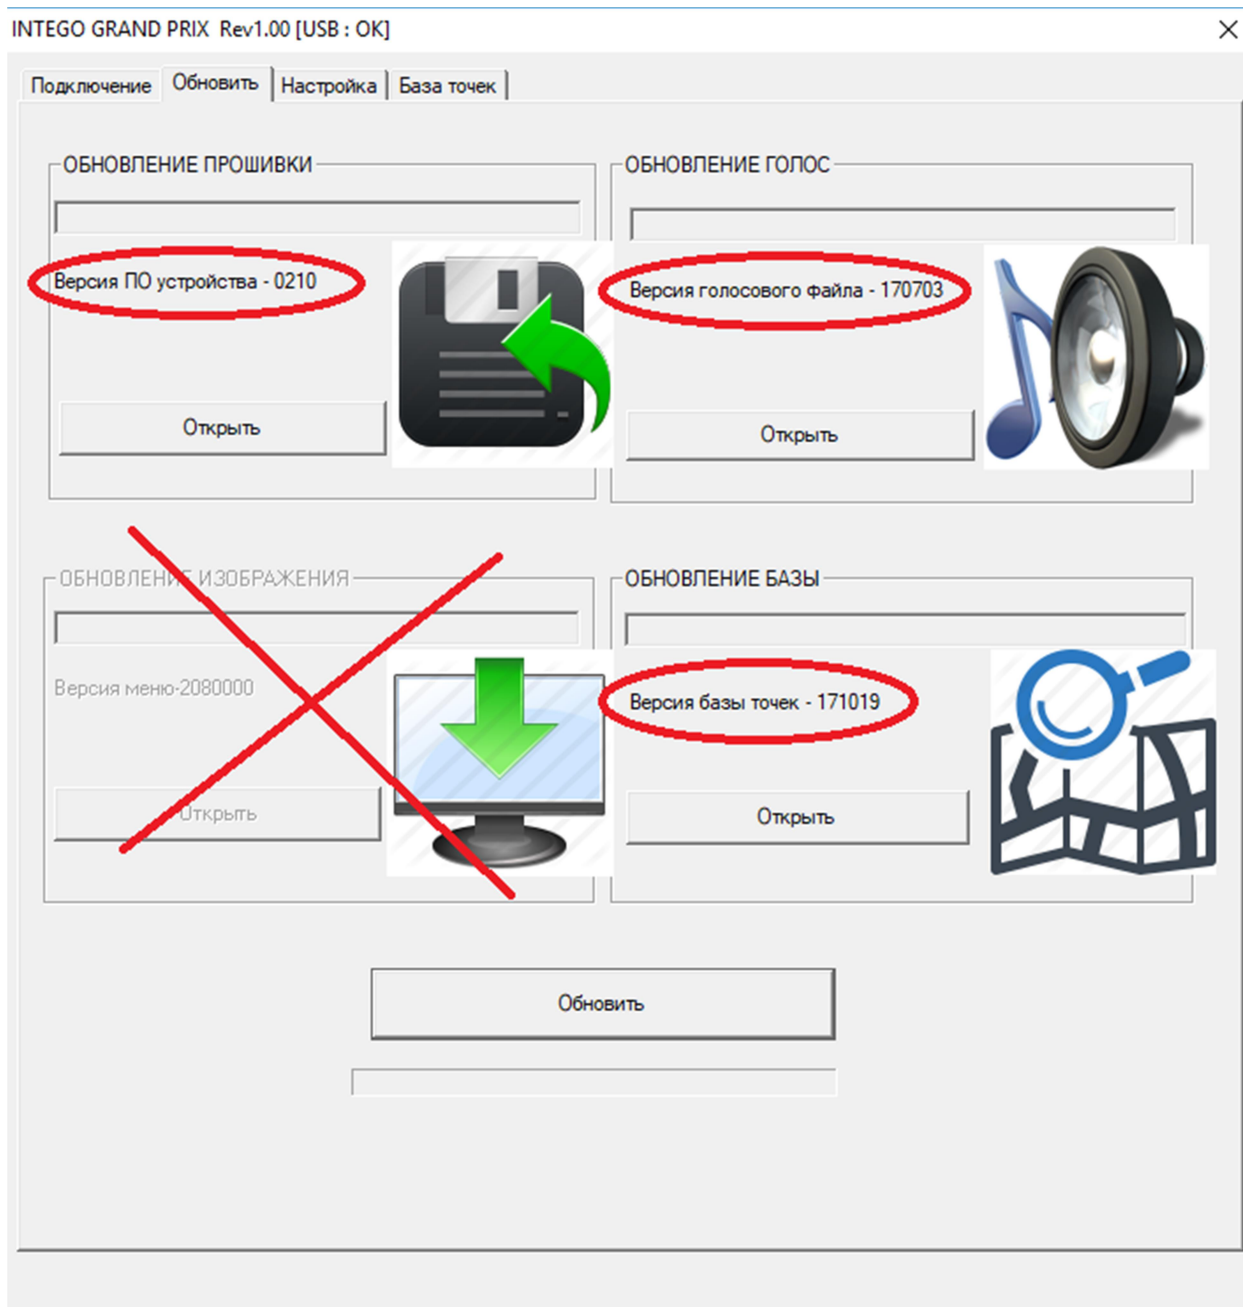 INTEGO GRAND PRIX Rev1.00 [USB : OK]
Подключение Обновить Настройка База точек
ОБНОВЛЕНИЕ ПРОШИВКИ
Версия ПО устройства - 0210
Открыть
ОБНОВЛЕНИЕ ГОЛОС
Версия голосового файла - 170703
Открыть
ОБНОВЛЕНИЕ ИЗОБРАЖЕНИЯ
Версия меню-2080000
Открыть
ОБНОВЛЕНИЕ БАЗЫ
Версия базы точек - 171019
Открыть
Обновить